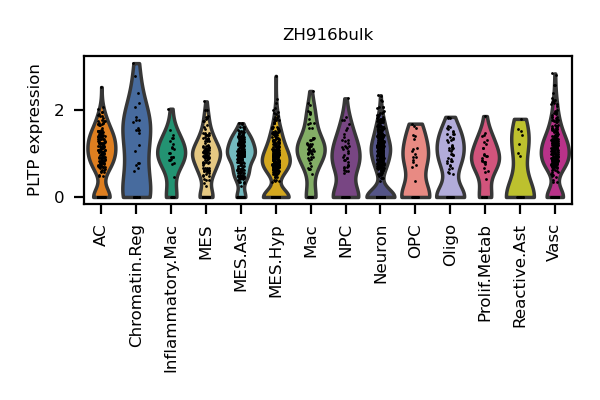 ZH916bulk
PLTP expression
2
0
AC
Chromatin.Reg
Inflammatory.Mac
MES
MES.Ast
MES.Hyp
Mac
NPC
Neuron
OPC
Oligo
Prolif.Metab
Reactive.Ast
Vasc